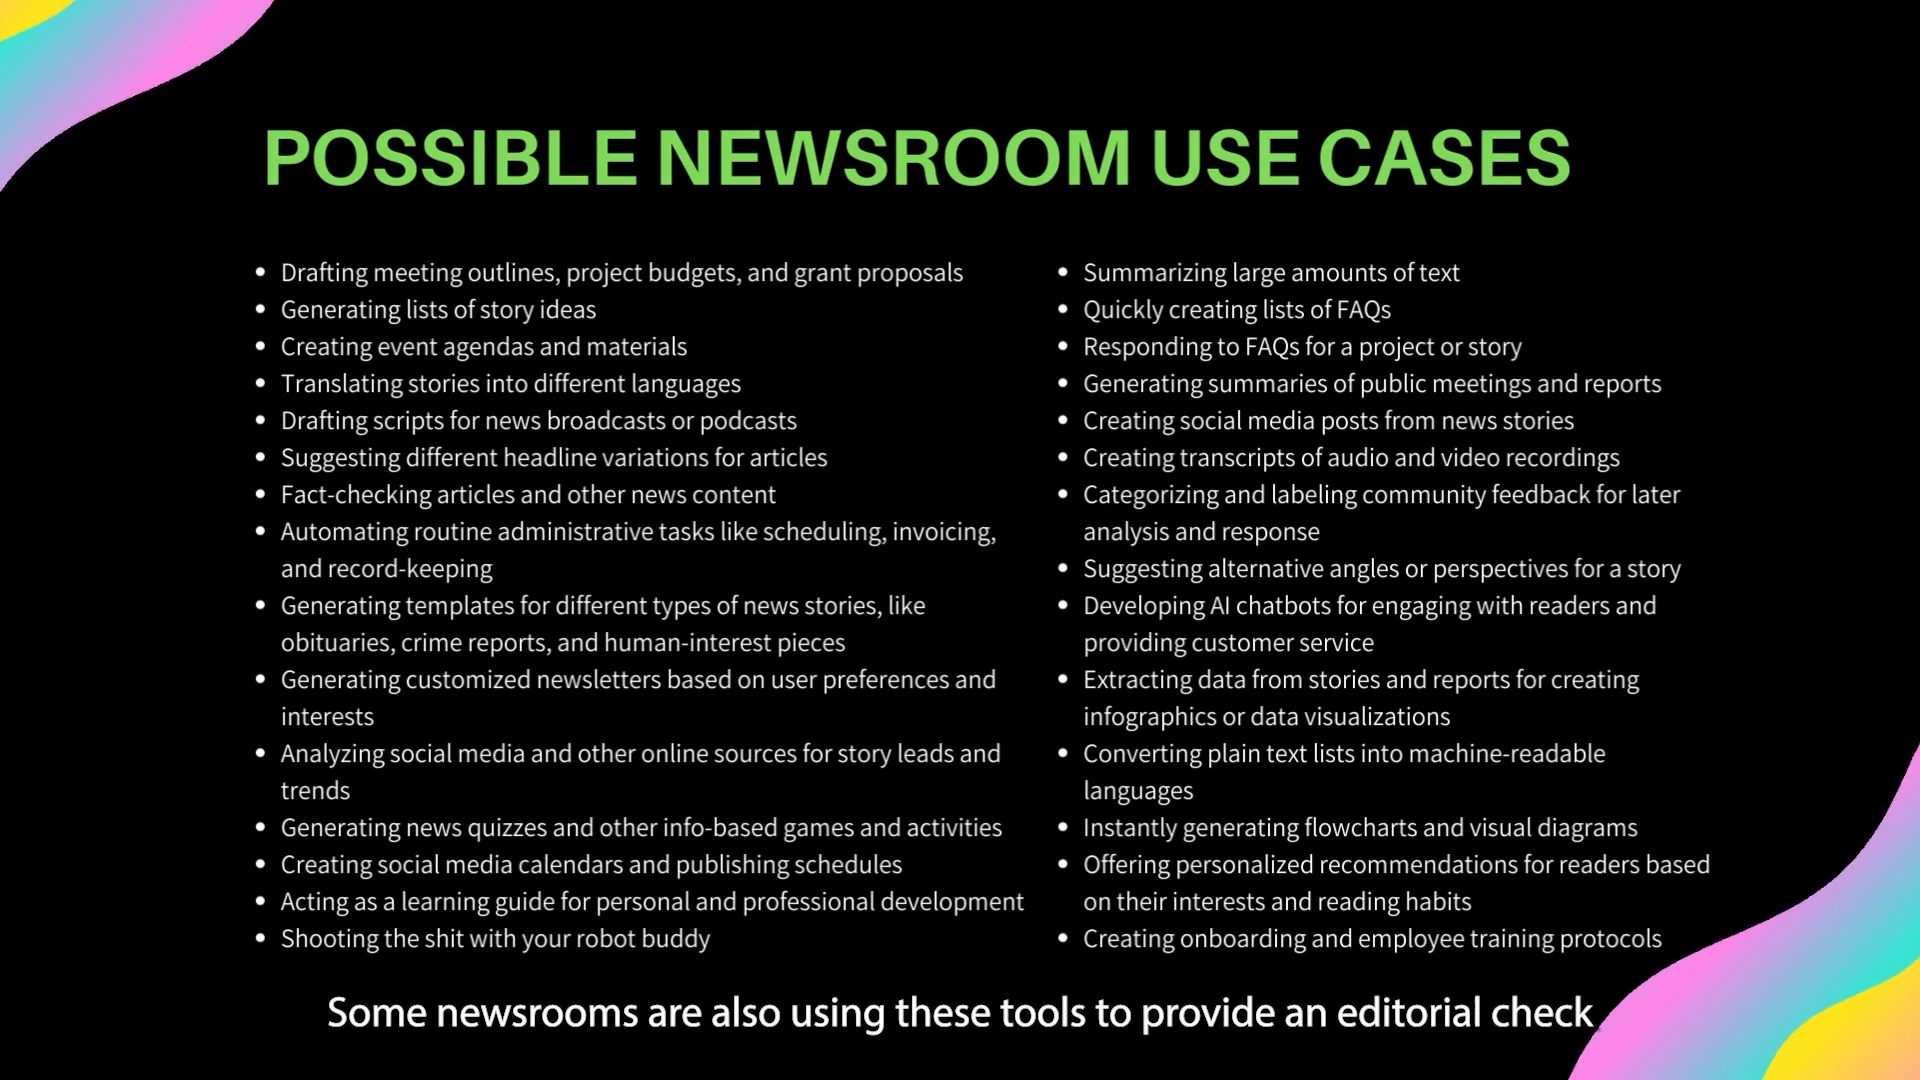 POSSIBLE NEWSROOM USE CASES
• Drafting meeting outlines, project budgets, and grant proposals
• Generating lists of story ideas
• Creating event agendas and materials
• Translating stories into different languages
• Drafting scripts for news broadcasts or podcasts
• Suggesting different headline variations for articles
• Fact-checking articles and other news content
• Automating routine administrative tasks like scheduling, invoicing,
and record-keeping
• Generating templates for different types of news stories, like
obituaries, crime reports, and human-interest pieces
• Generating customized newsletters based on user preferences and
interests
• Analyzing social media and other online sources for story leads and
trends
• Generating news quizzes and other info-based games and activities
• Creating social media calendars and publishing schedules
• Acting as a learning guide for personal and professional development
• Shooting the shit with your robot buddy
• Summarizing large amounts of text
• Quickly creating lists of FAQs
• Responding to FAQs for a project or story
• Generating summaries of public meetings and reports
• Creating social media posts from news stories
• Creating transcripts of audio and video recordings
• Categorizing and labeling community feedback for later
analysis and response
• Suggesting alternative angles or perspectives for a story
• Developing AI chatbots for engaging with readers and
providing customer service
• Extracting data from stories and reports for creating
infographics or data visualizations
• Converting plain text lists into machine-readable
languages
• Instantly generating flowcharts and visual diagrams
• Offering personalized recommendations for readers based
on their interests and reading habits
• Creating onboarding and employee training protocols
Some newsrooms are also using these tools to provide an editorial check